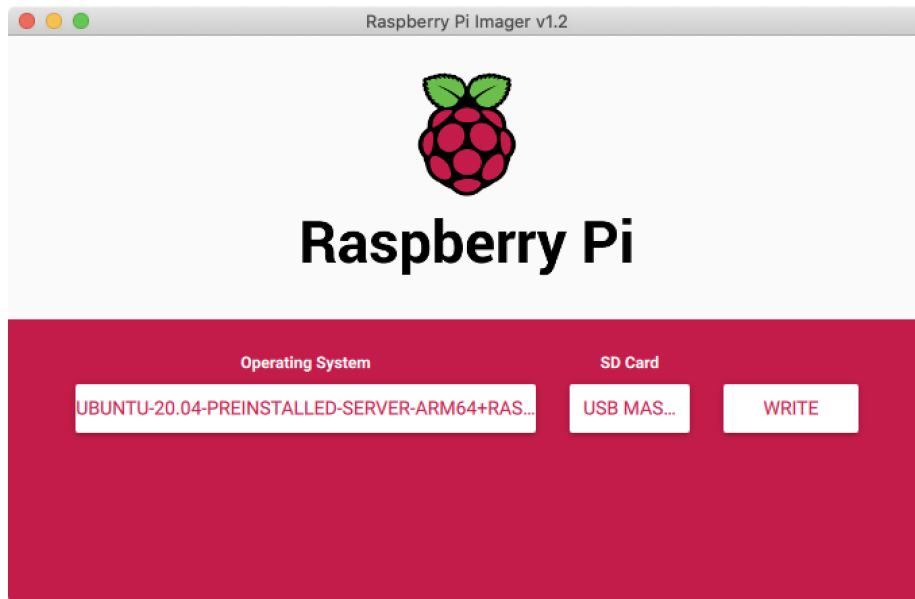 Raspberry Pi Imager v1.2
Raspberry Pi
Operating System
SD Card
UBUNTU-20.04-PREINSTALLED-SERVER-ARM64+RAS...
USB MAS...
WRITE